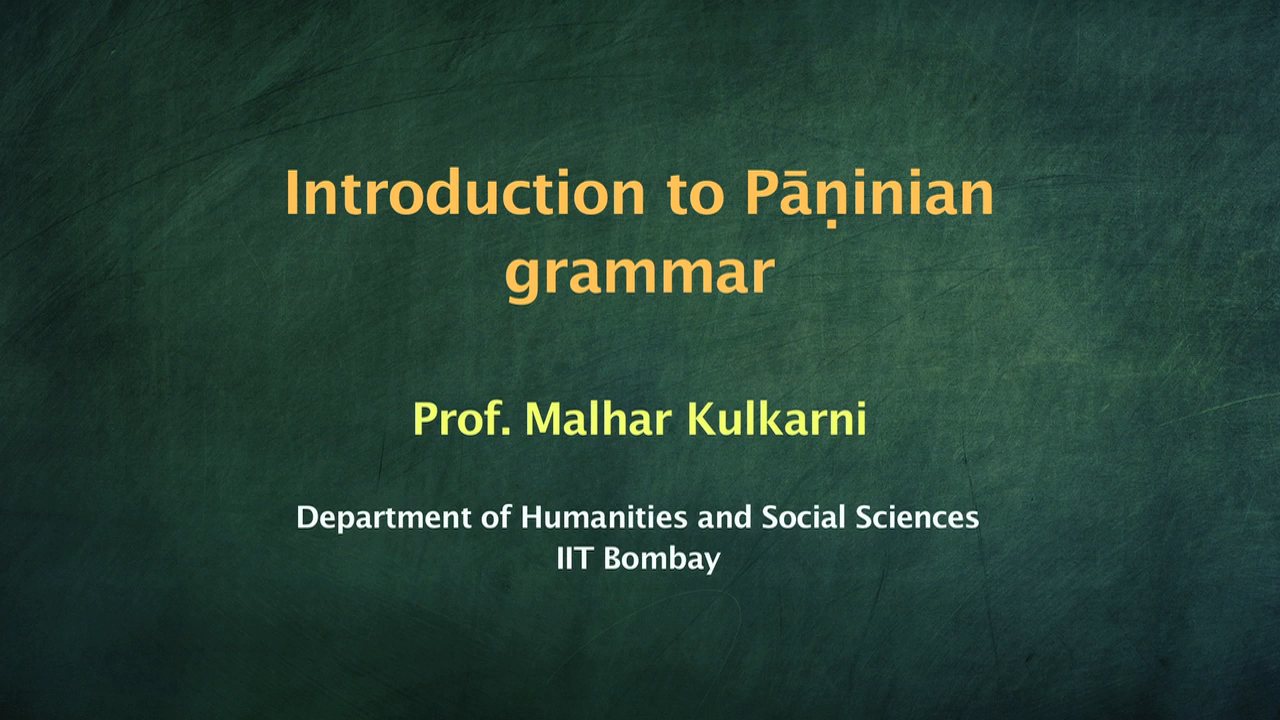 Introduction to Pāṇinian
grammar
Prof. Malhar Kulkarni
Department of Humanities and Social Sciences
IIT Bombay